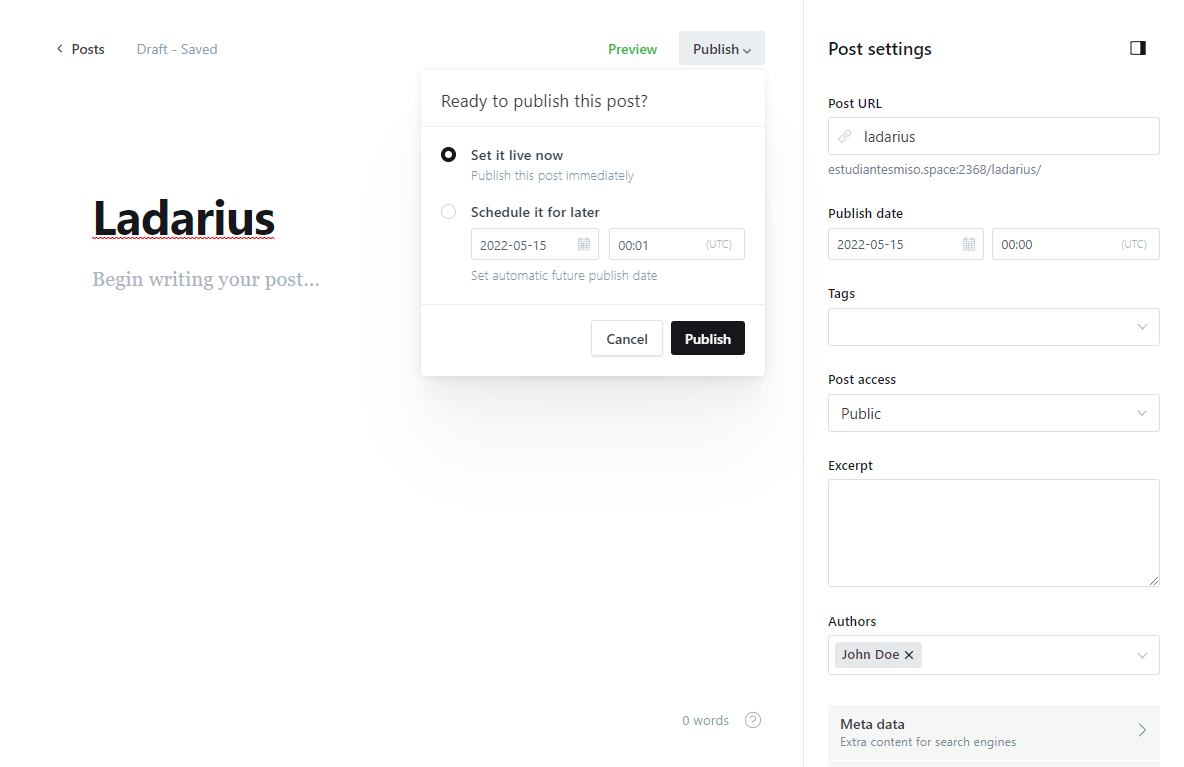 Posts
Draft - Saved
Preview
Publish
Ready to publish this post?
Set it live now
Publish this post immediately
Schedule it for later
2022-05-15
00:01 (UTC)
Set automatic future publish date
Cancel
Publish
Ladarius
Begin writing your post...
0 words
?
Post settings
Post URL
ladarius
estudiantesmiso.space:2368/ladarius/
Publish date
2022-05-15
00:00 (UTC)
Tags
Post access
Public
Excerpt
Authors
John Doe
Meta data
Extra content for search engines